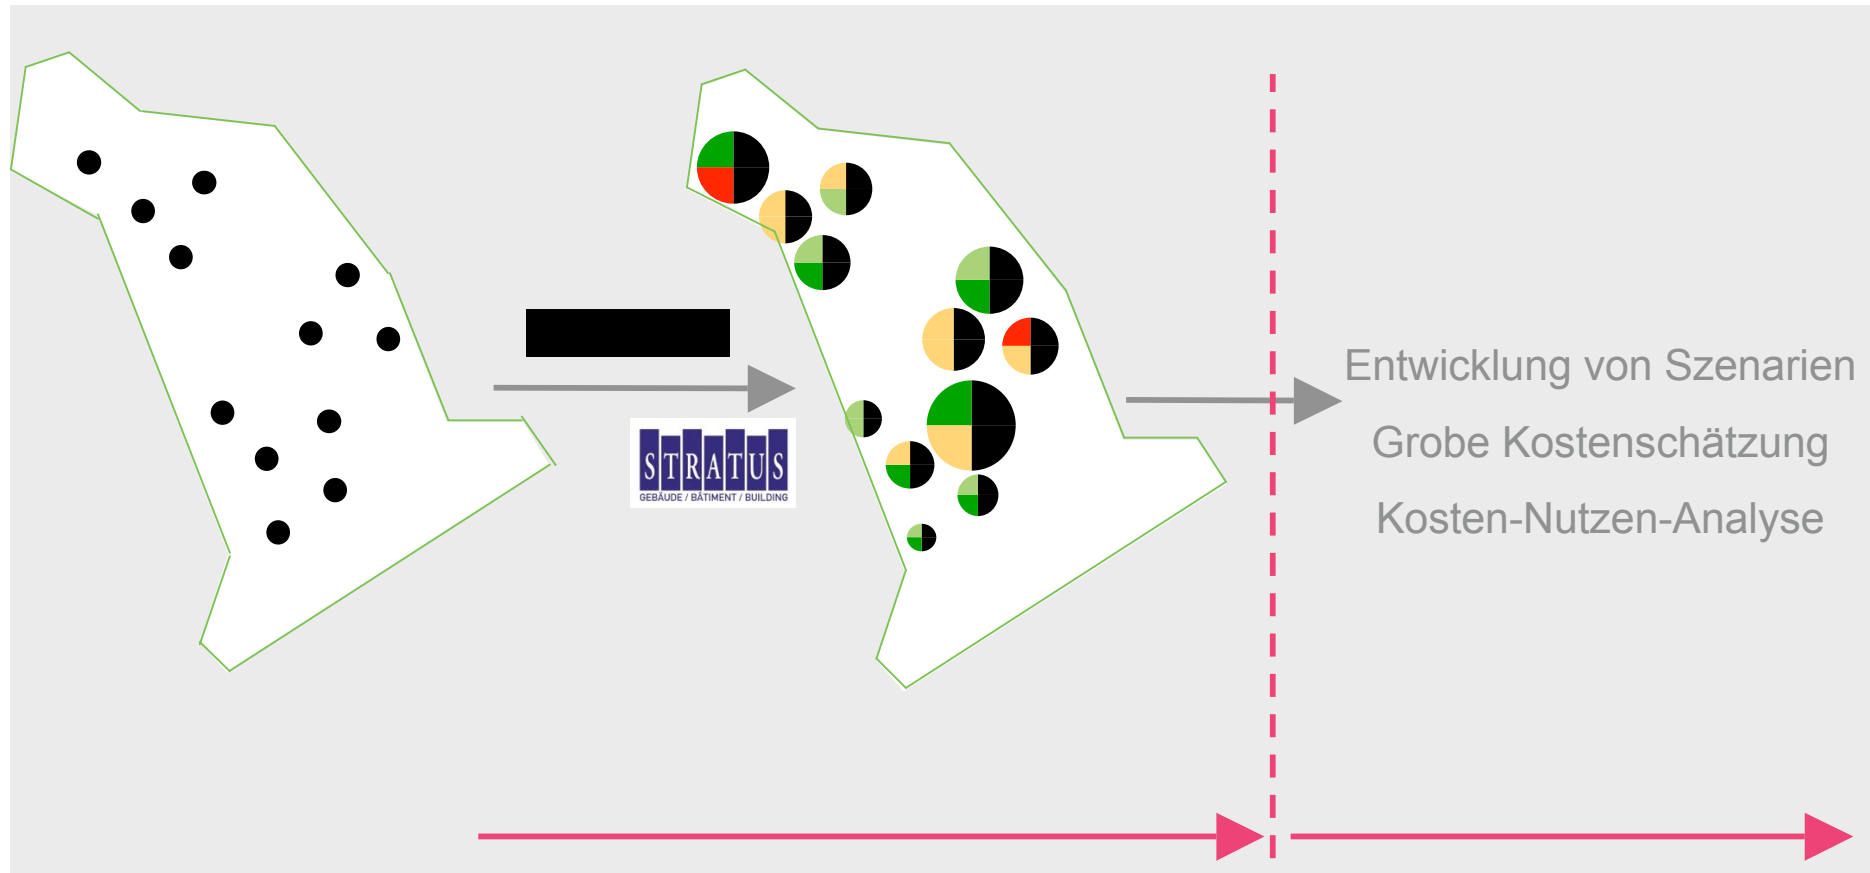 STRATUS
GEBÄUDE / BÂTIMENT / BUILDING
Entwicklung von Szenarien
Grobe Kostenschätzung
Kosten-Nutzen-Analyse